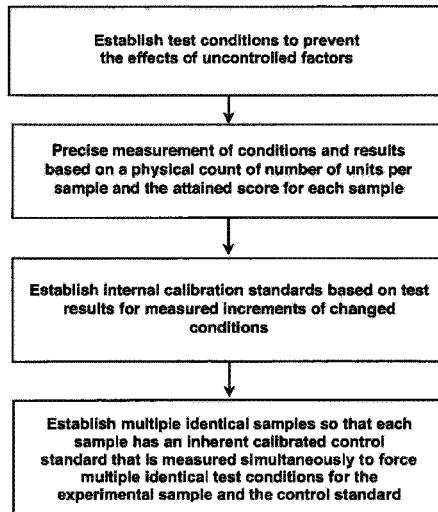 Establish test conditions to prevent
the effects of uncontrolled factors
Precise measurement of conditions and results
based on a physical count of number of units per
sample and the attained score for each sample
Establish internal calibration standards based on test
results for measured increments of changed
conditions
Establish multiple identical samples so that each
sample has an inherent calibrated control
standard that is measured simultaneously to force
multiple identical test conditions for the
experimental sample and the control standard